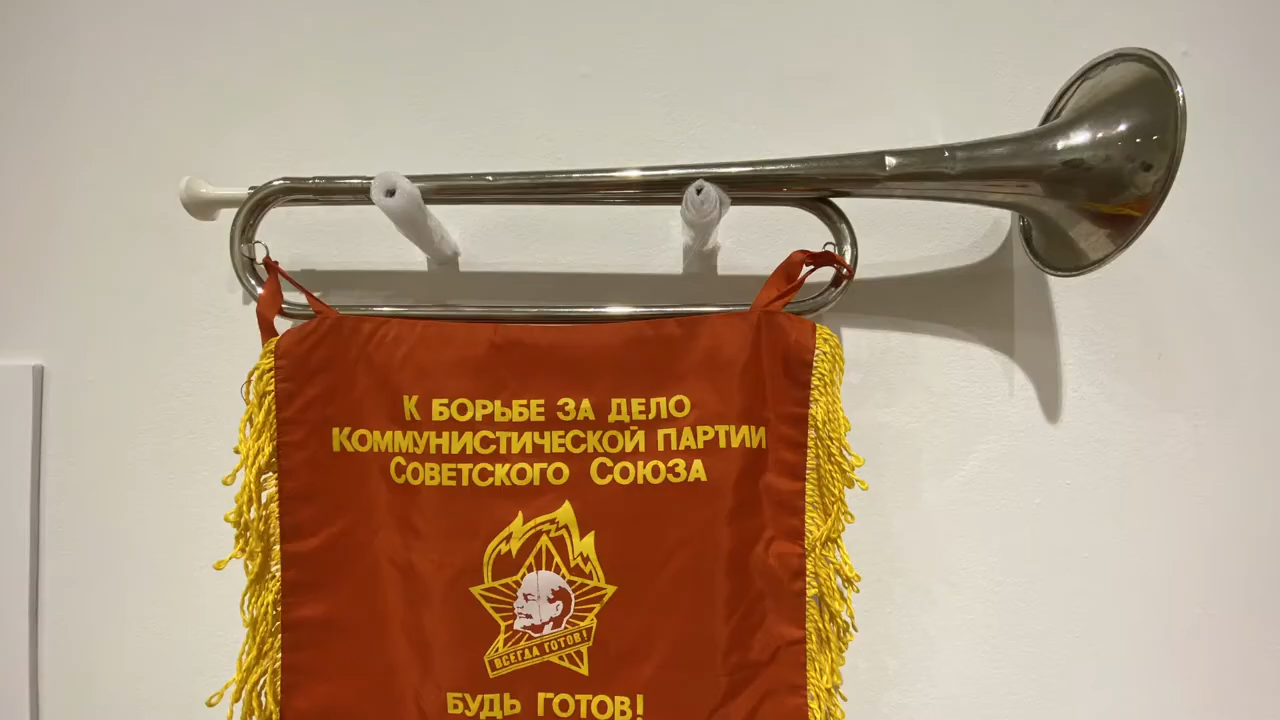 К БОРЬБЕ ЗА ДЕЛО
КОММУНИСТИЧЕСКОЙ ПАРТИИ
СОВЕТСКОГО СОЮЗА
ВСЕГДА ГОТОВ!
БУДЬ ГОТОВ!